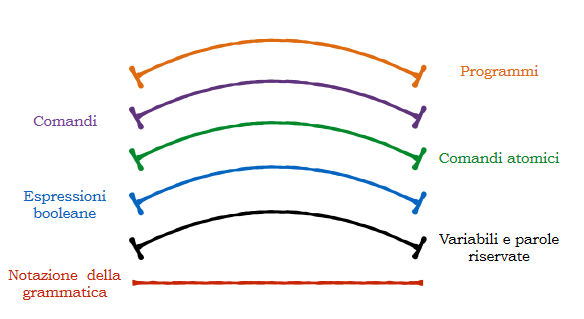 Programmi
Comandi
Comandi atomici
Espressioni
booleane
Variabili e parole
riservate
Notazione della
grammatica